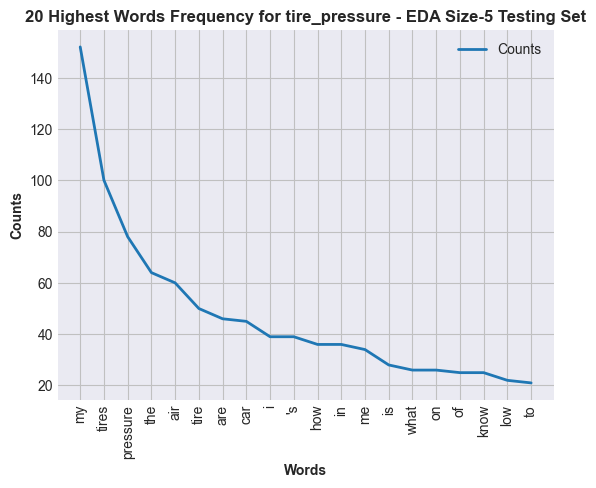 20 Highest Words Frequency for tire_pressure - EDA Size-5 Testing Set
Counts
140
120
100
80
60
40
20
Counts
my
tires
pressure
the
air
tire
are
car
i
's
how
in
me
is
what
on
of
know
low
to
Words